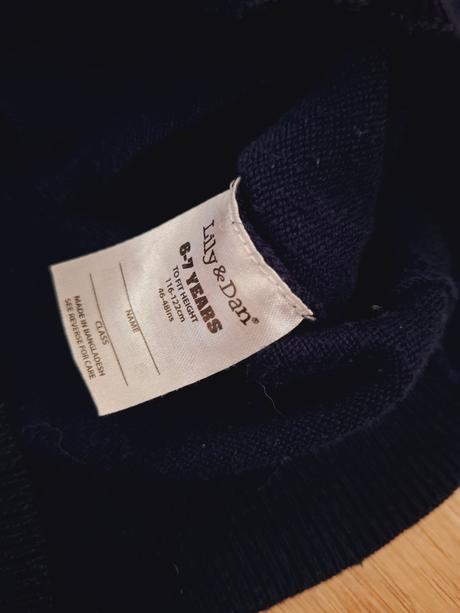 Lily & Dan®
6-7 YEARS
TO FIT HEIGHT
116-122cm
46-48ins
NAME
CLASS
MADE IN BANGLADESH
SEE REVERSE FOR CARE